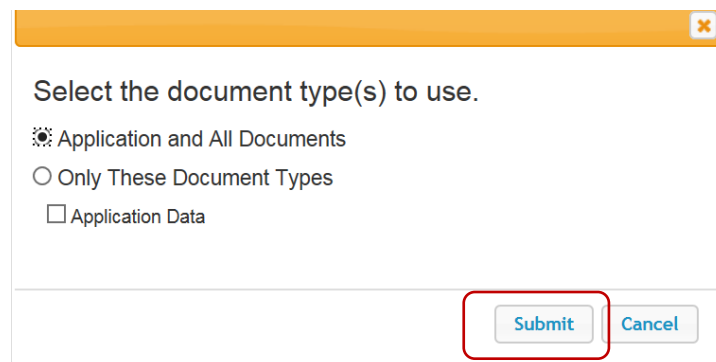 Select the document type(s) to use.
Application and All Documents
Only These Document Types
Application Data
Submit Cancel